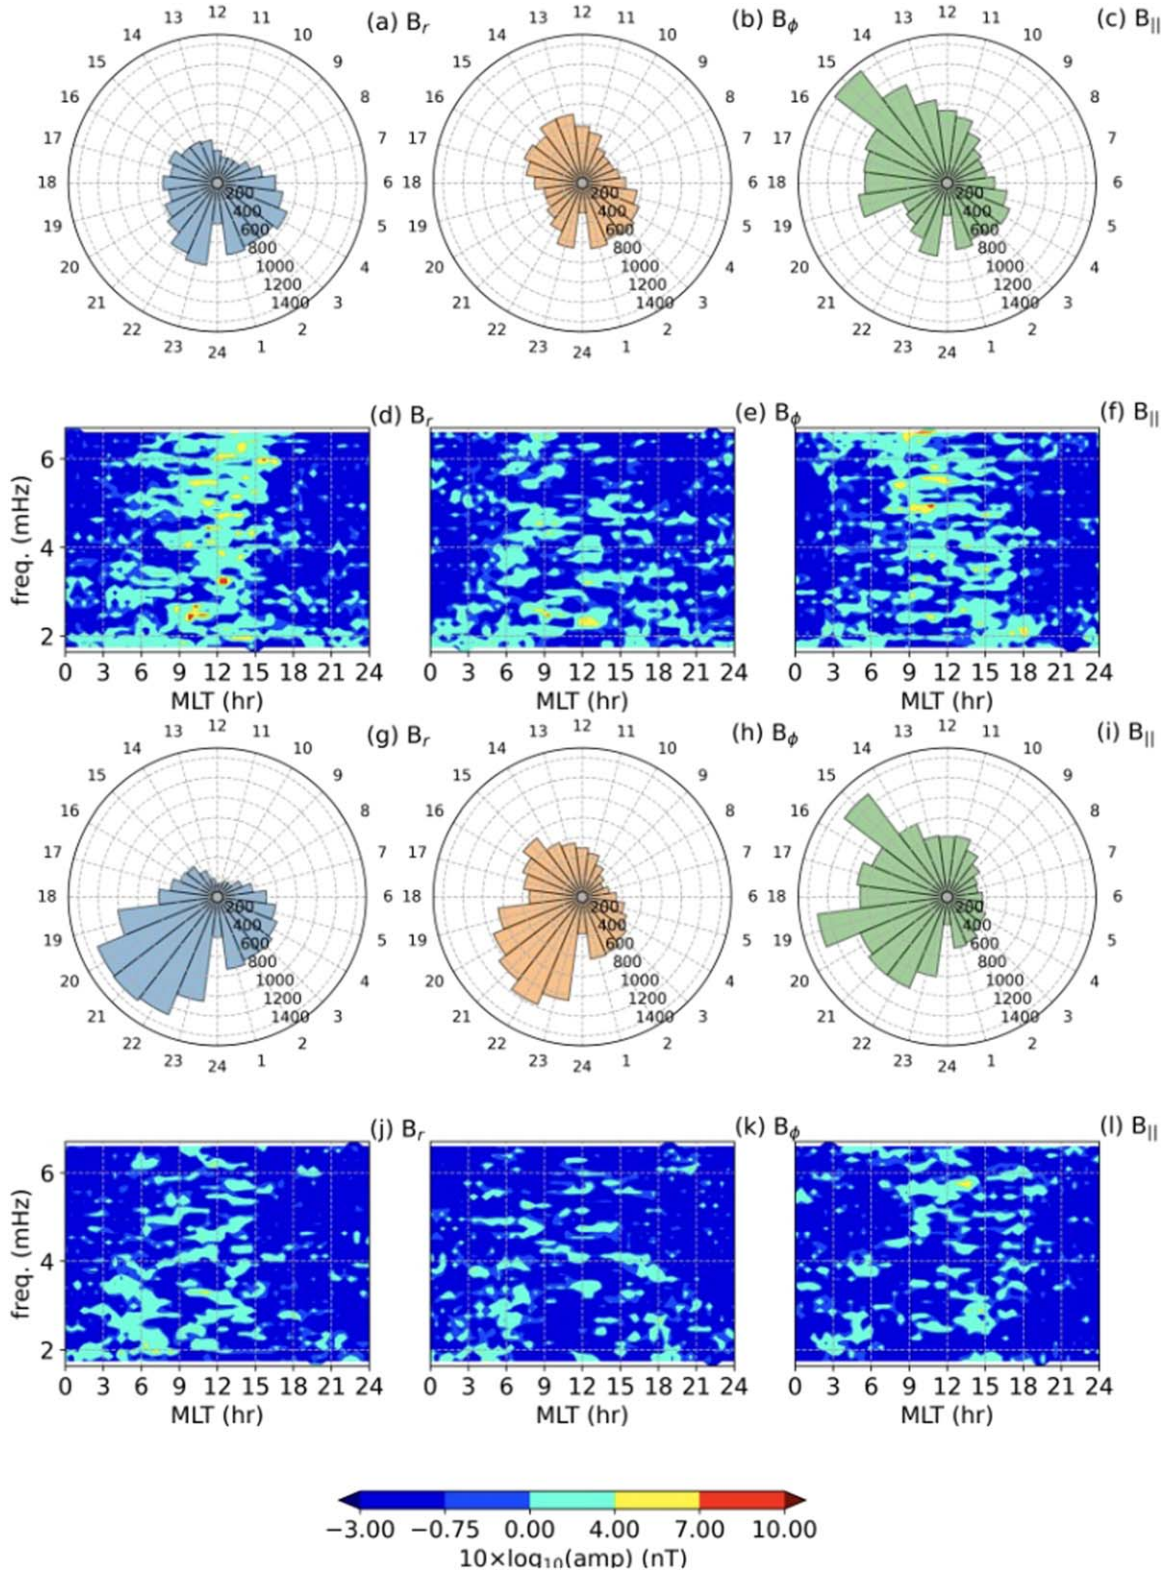 (a) Bᵣ (b) Bᵩ (c) B||
12 12 12
13 11 13 11 13 11
14 10 14 10 14 10
15 9 15 9 15 9
16 8 16 8 16 8
17 7 17 7 17 7
18 6 18 6 18 6
200 200 200
400 400 400
19 5 19 5 19 5
600 600 600
800 800 800
20 1000 4 20 1000 4 20 1000 4
1200 1200 1200
21 1400 3 21 1400 3 21 1400 3
22 2 22 2 22 2
23 1 23 1 23 1
24 24 24
(d) Bᵣ (e) Bᵩ (f) B||
6
4
2
freq. (mHz)
0 3 6 9 12 15 18 21 24 0 3 6 9 12 15 18 21 24 0 3 6 9 12 15 18 21 24
MLT (hr) MLT (hr) MLT (hr)
(g) Bᵣ (h) Bᵩ (i) B||
12 12 12
13 11 13 11 13 11
14 10 14 10 14 10
15 9 15 9 15 9
16 8 16 8 16 8
17 7 17 7 17 7
18 6 18 6 18 6
200 200 200
400 400 400
19 5 19 5 19 5
600 600 600
800 800 800
20 1000 4 20 1000 4 20 1000 4
1200 1200 1200
21 1400 3 21 1400 3 21 1400 3
22 2 22 2 22 2
23 1 23 1 23 1
24 24 24
(j) Bᵣ (k) Bᵩ (l) B||
6
4
2
freq. (mHz)
0 3 6 9 12 15 18 21 24 0 3 6 9 12 15 18 21 24 0 3 6 9 12 15 18 21 24
MLT (hr) MLT (hr) MLT (hr)
−3.00 −0.75 0.00 4.00 7.00 10.00
10×log₁₀(amp) (nT)